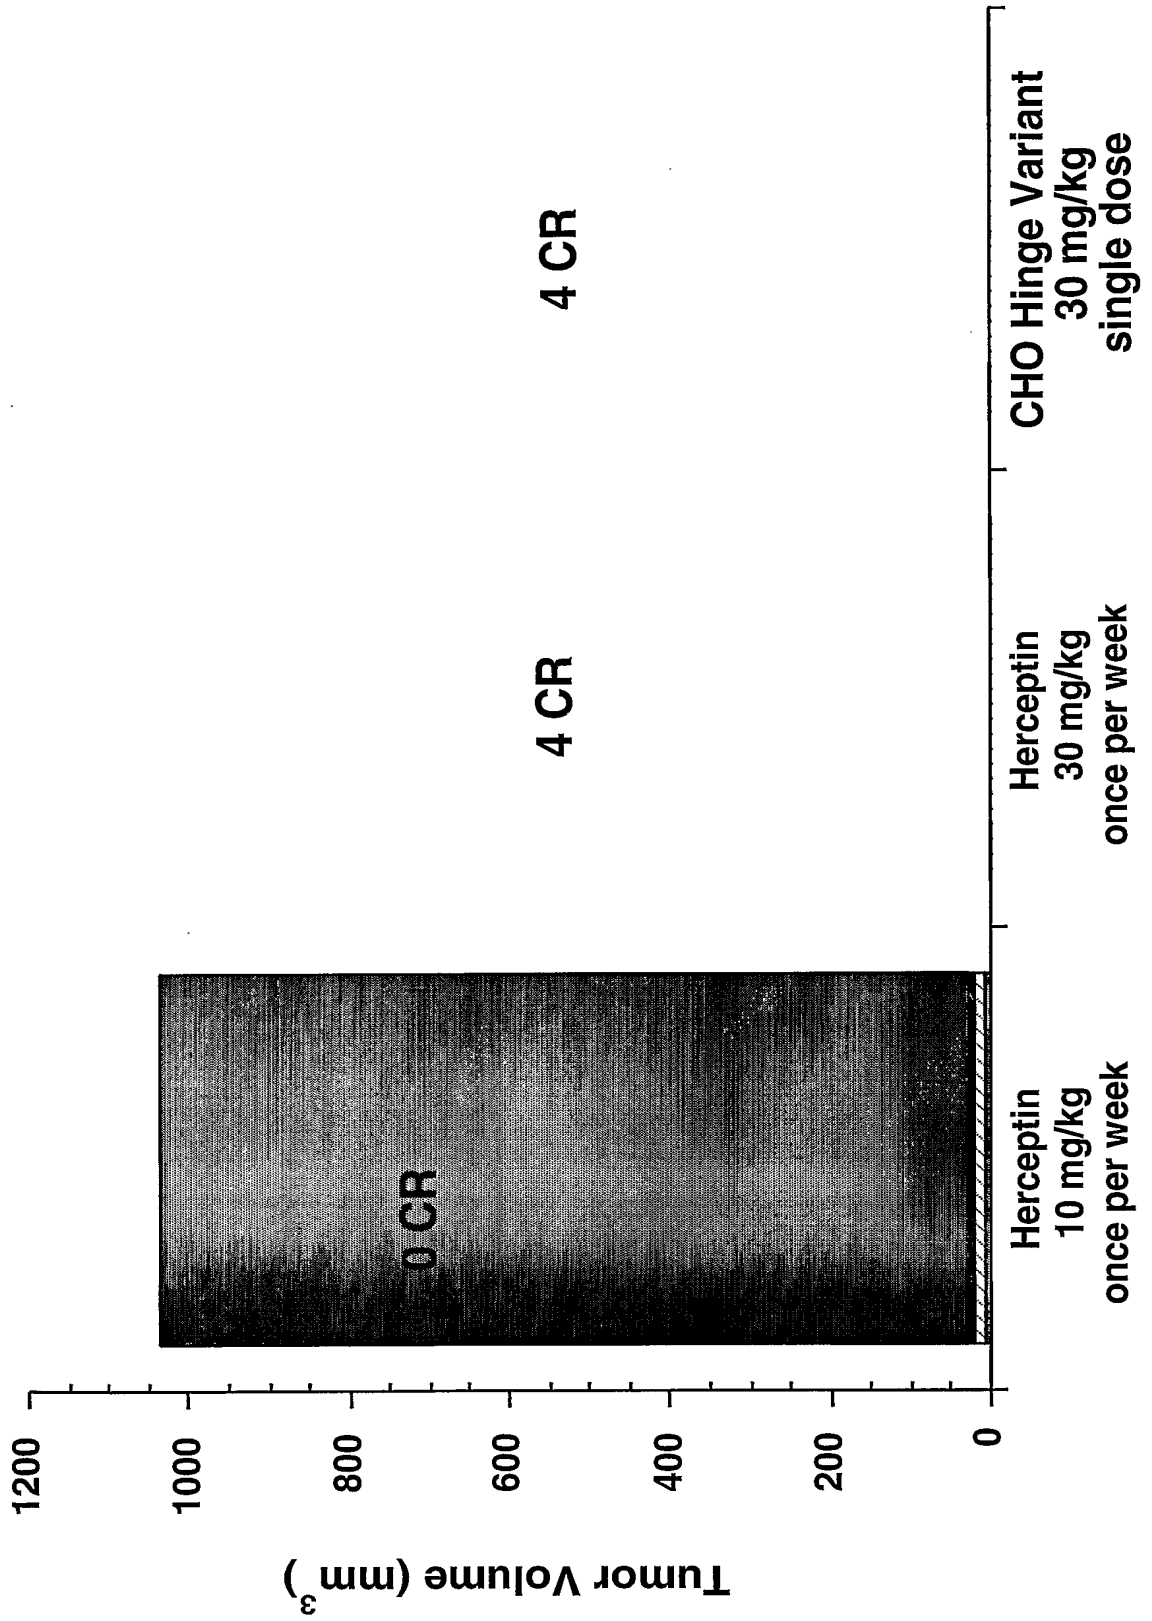 Tumor Volume (mm3)
1200
1000
800
600
400
200
0
0 CR
4 CR
4 CR
Herceptin
10 mg/kg
once per week
Herceptin
30 mg/kg
once per week
CHO Hinge Variant
30 mg/kg
single dose